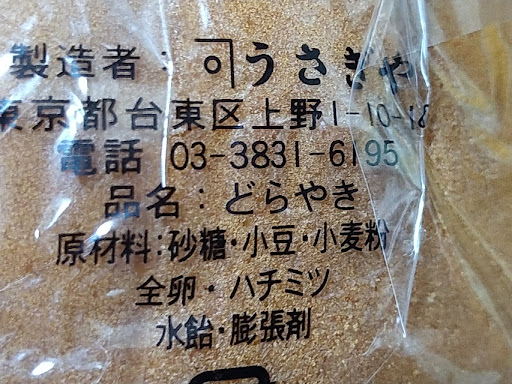 製造者：うさぎや
東京都台東区上野1-10-18
電話 03-3831-6195
品名：どらやき
原材料：砂糖・小豆・小麦粉
全卵・ハチミツ
水飴・膨張剤